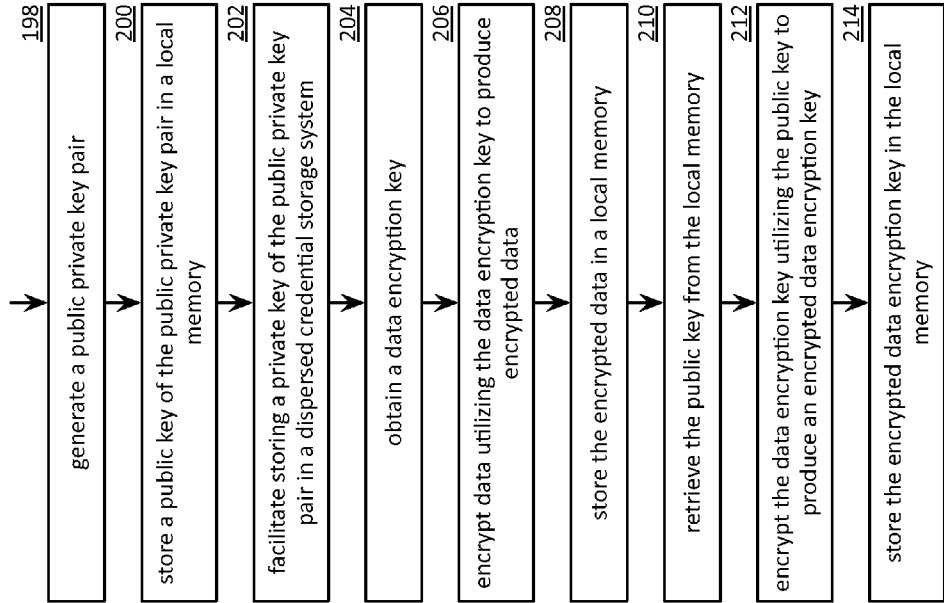 198
generate a public private key pair
200
store a public key of the public private key pair in a local
memory
202
facilitate storing a private key of the public private key
pair in a dispersed credential storage system
204
obtain a data encryption key
206
encrypt data utilizing the data encryption key to produce
encrypted data
208
store the encrypted data in a local memory
210
retrieve the public key from the local memory
212
encrypt the data encryption key utilizing the public key to
produce an encrypted data encryption key
214
store the encrypted data encryption key in the local
memory